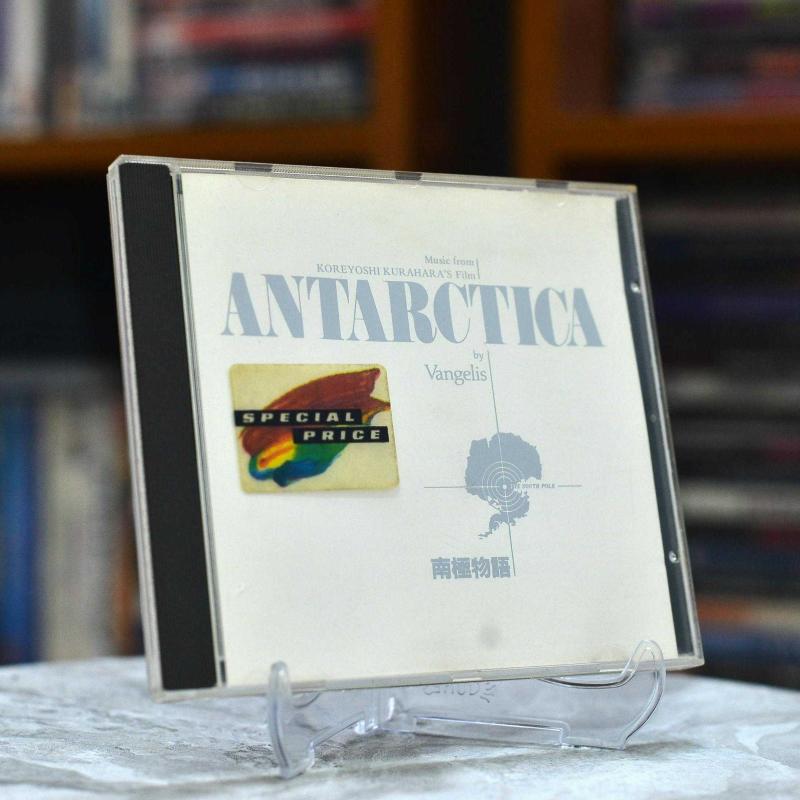 Music from
KOREYOSHI KURAHARA'S Film
ANTARCTICA
by
Vangelis
SPECIAL
PRICE
THE SOUTH POLE
南極物語